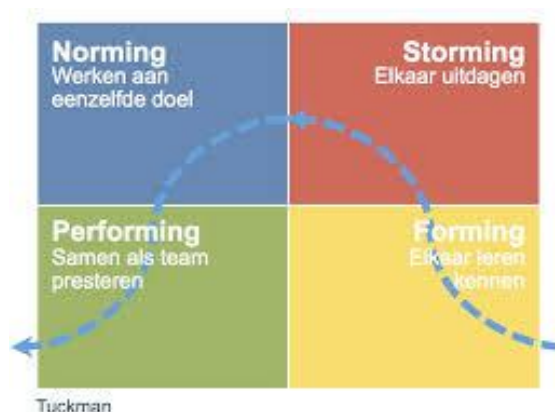 Norming
Werken aan
eenzelfde doel
Storming
Elkaar uitdagen
Performing
Samen als team
presteren
Forming
Elkaar leren
kennen
Tuckman